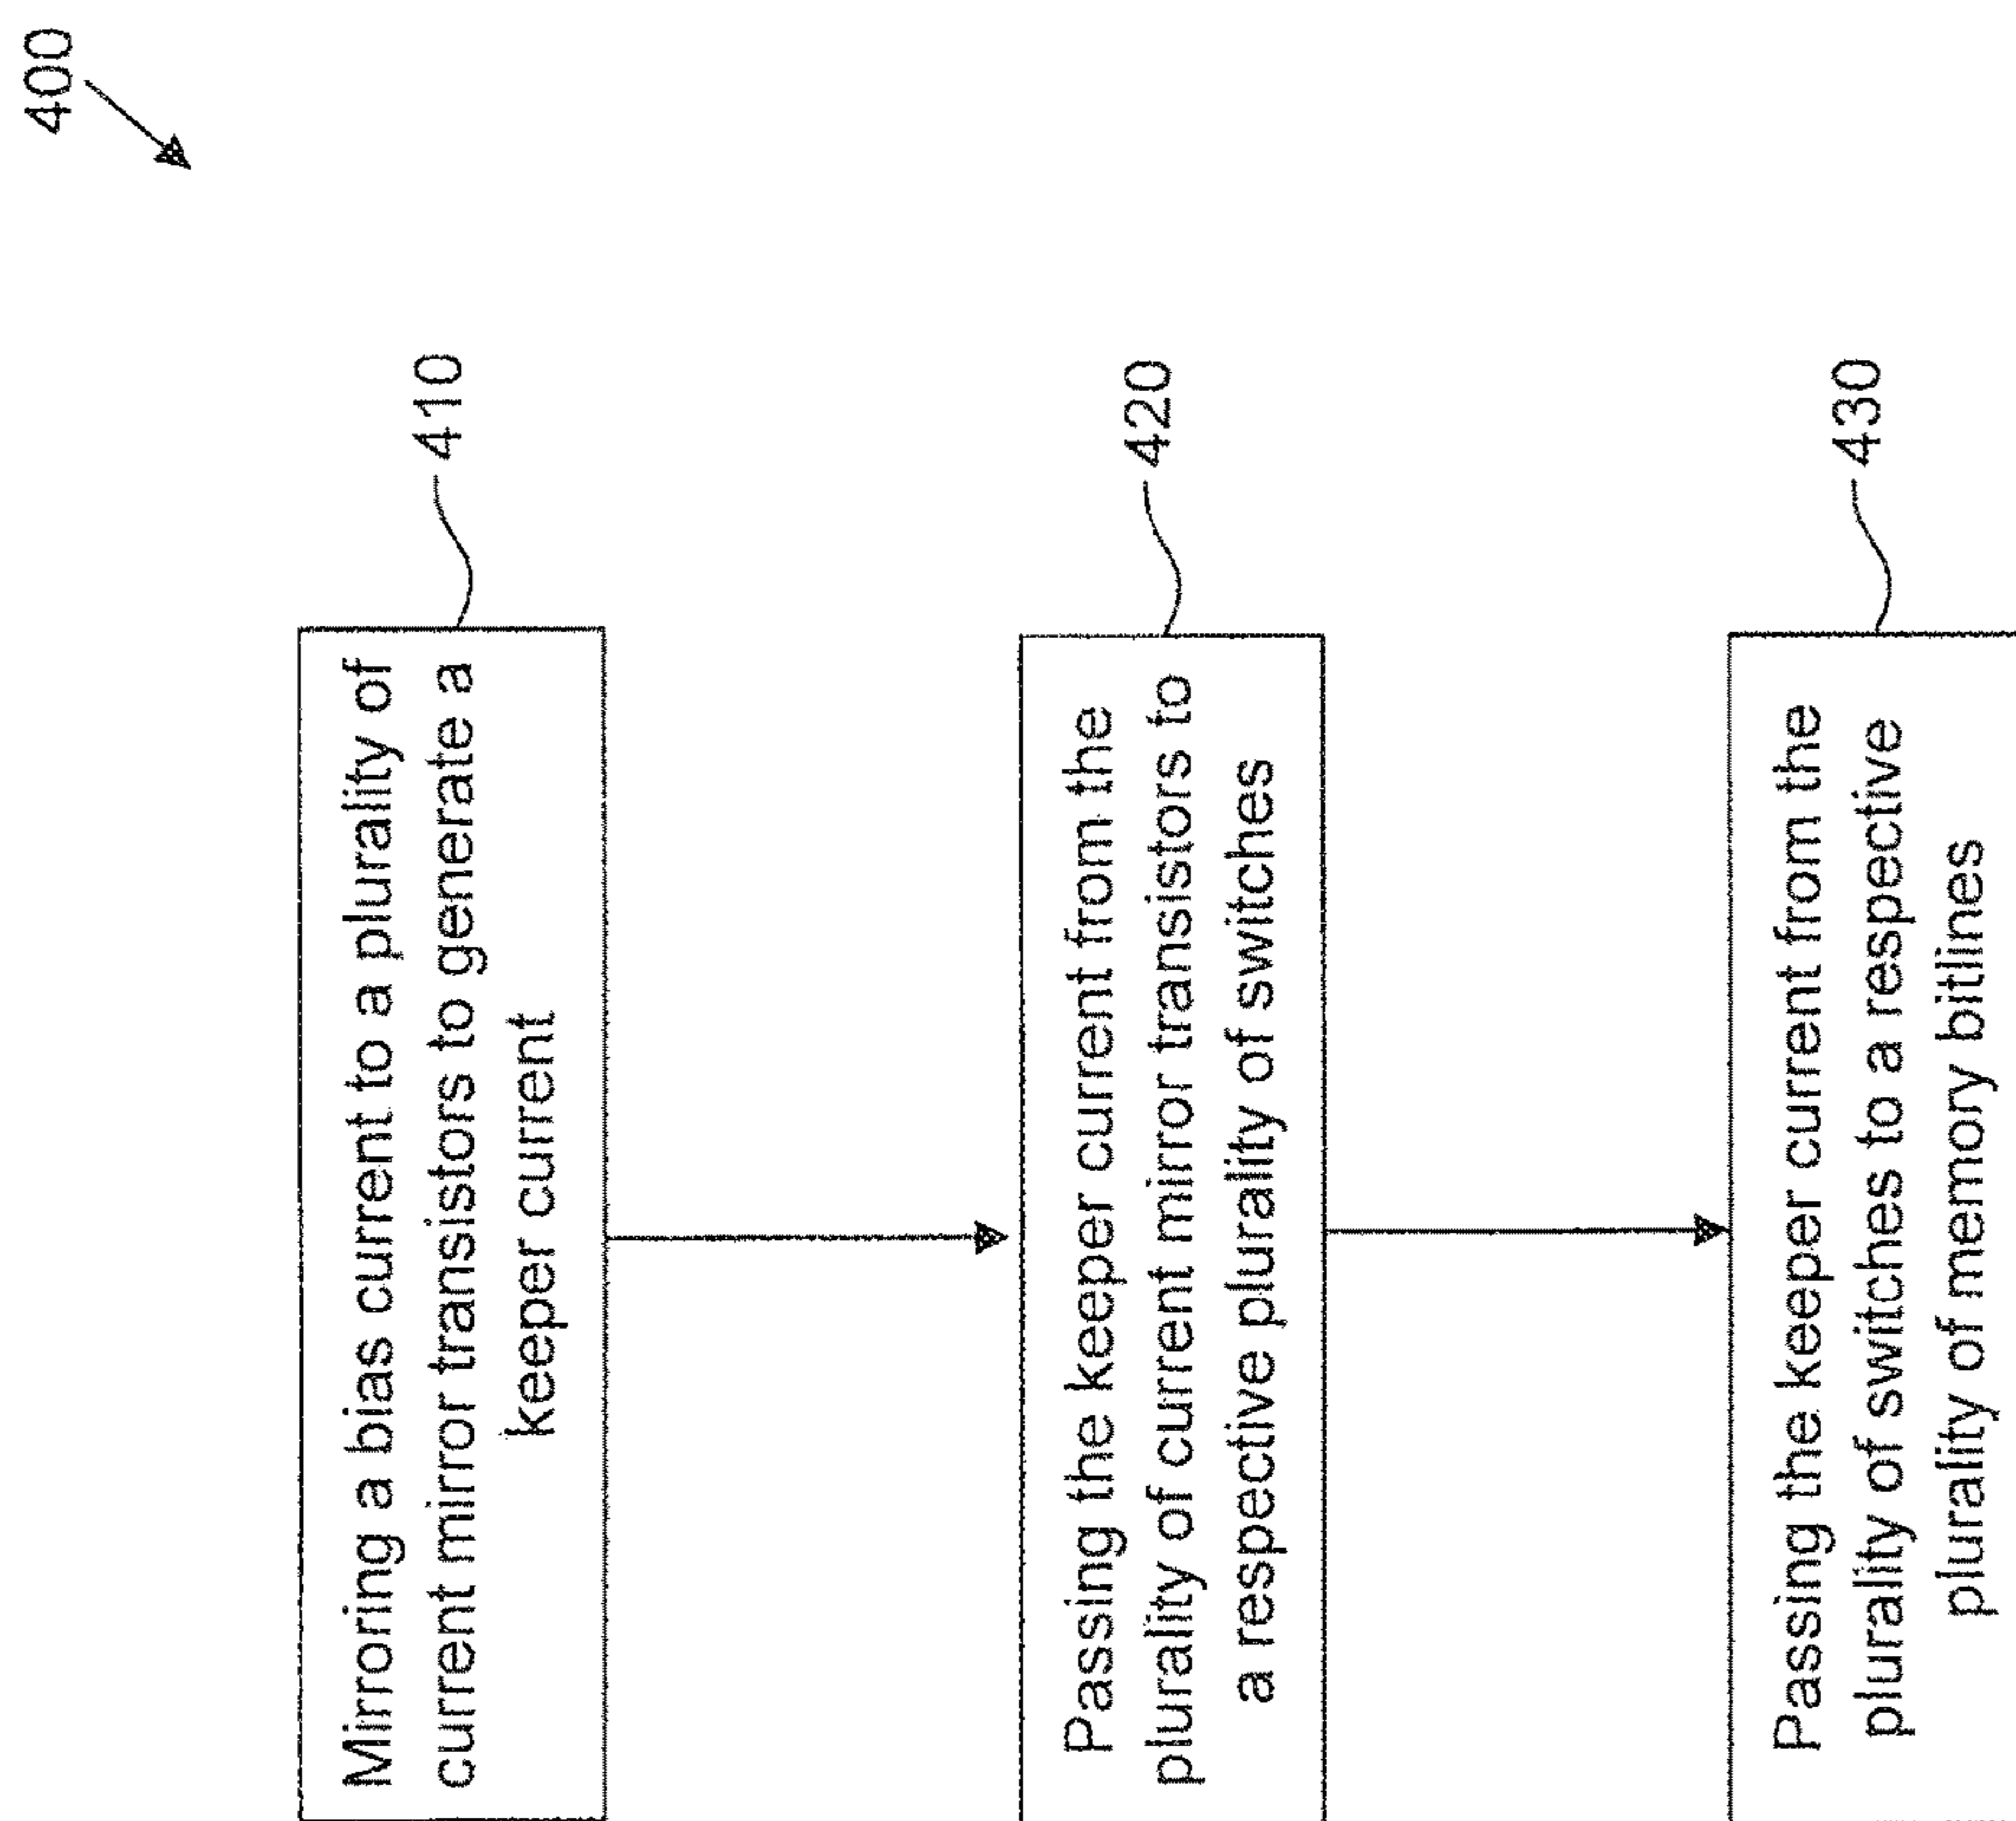 400
Mirroring a bias current to a plurality of
current mirror transistors to generate a
keeper current
410
Passing the keeper current from the
plurality of current mirror transistors to
a respective plurality of switches
420
Passing the keeper current from the
plurality of switches to a respective
plurality of memory bitlines
430